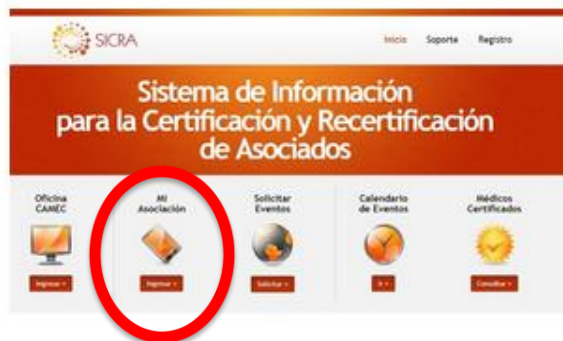 SICRA
Inicio Soporte Registro
Sistema de Información
para la Certificación y Recertificación
de Asociados
Oficina
CAMEC
Mi
Asociación
Solicitar
Eventos
Calendario
de Eventos
Médicos
Certificados
Ingresar >
Ingresar >
Solicitar >
Ir >
Consultar >